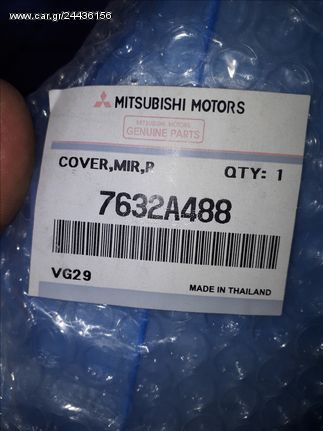 www.car.gr/24436156
MITSUBISHI MOTORS
MITSUBISHI MOTORS
GENUINE PARTS
COVER,MIR,R QTY: 1
7632A488
VG29
MADE IN THAILAND